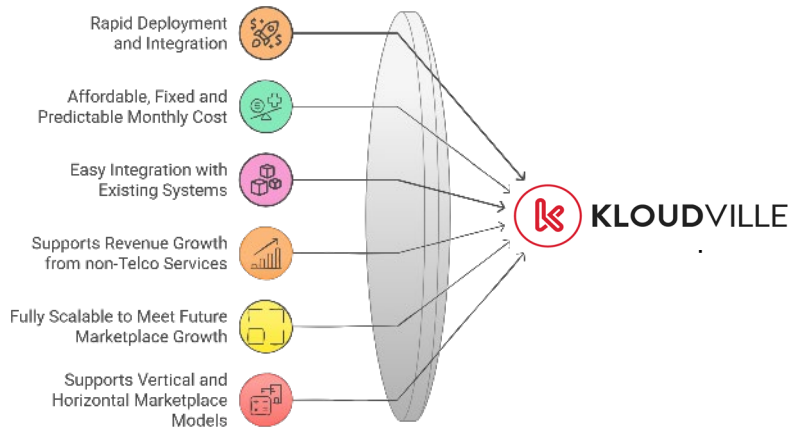 Rapid Deployment
and Integration
Affordable, Fixed and
Predictable Monthly Cost
Easy Integration with
Existing Systems
Supports Revenue Growth
from non-Telco Services
Fully Scalable to Meet Future
Marketplace Growth
Supports Vertical and
Horizontal Marketplace
Models
KLOUDVILLE
.